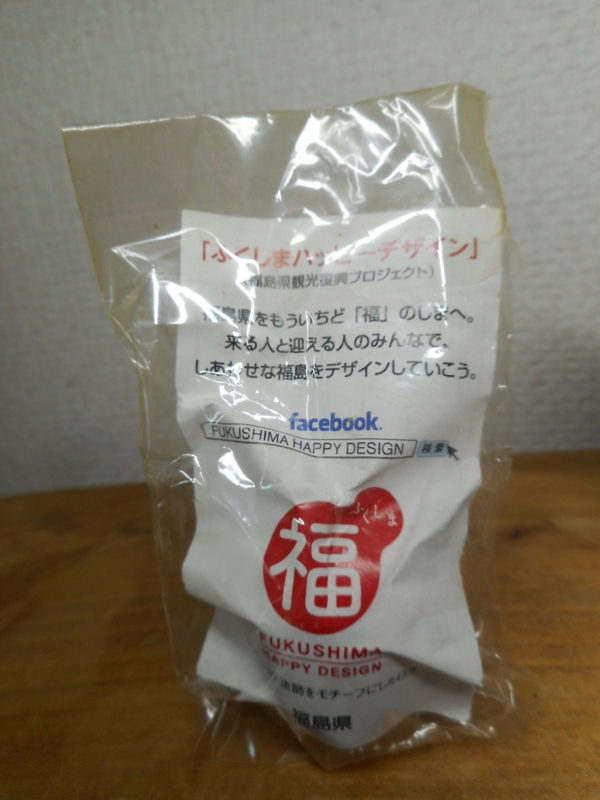 「ふくしまハッピーデザイン」
(福島県観光復興プロジェクト)
福島県をもういちど「福」のしまへ。
来る人と迎える人のみんなで、
しあわせな福島をデザインしていこう。
facebook.
FUKUSHIMA HAPPY DESIGN 検索
ふくしま
福
FUKUSHIMA
HAPPY DESIGN
法師をモチーフにした
福島県